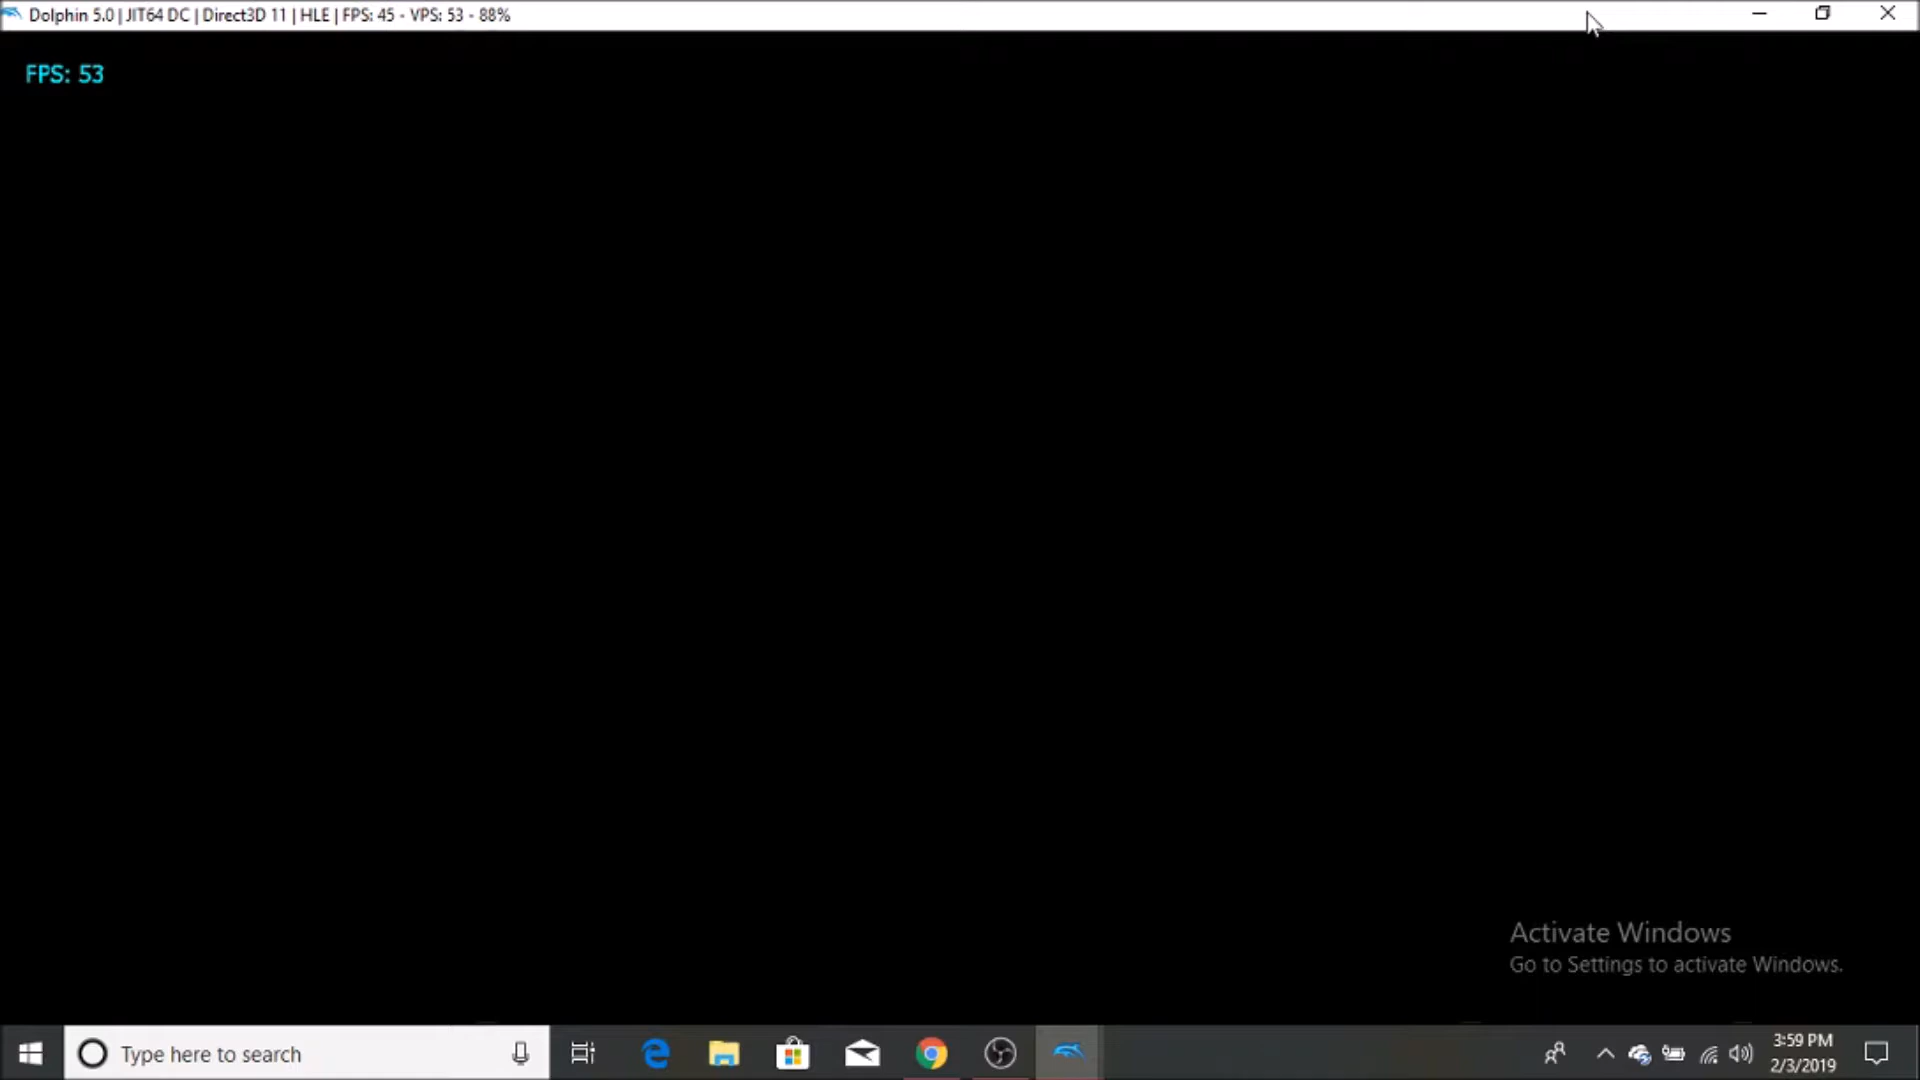 Dolphin 5.0 | JIT64 DC | Direct3D 11 | HLE | FPS: 45 - VPS: 53 - 88%
FPS: 53
Activate Windows
Go to Settings to activate Windows.
Type here to search
3:59 PM
2/3/2019